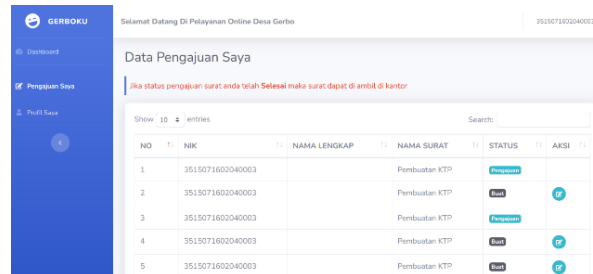 GERBOKU
Selamat Datang Di Pelayanan Online Desa Gerbo
3515071602040003
Dashboard
Pengajuan Saya
Profil Saya
Data Pengajuan Saya
Jika status pengajuan surat anda telah Selesai maka surat dapat di ambil di kantor
Show 10 entries
Search:
NO NIK NAMA LENGKAP NAMA SURAT STATUS AKSI
1 3515071602040003 Pembuatan KTP Pengajuan
2 3515071602040003 Pembuatan KTP Buat
3 3515071602040003 Pembuatan KTP Pengajuan
4 3515071602040003 Pembuatan KTP Buat
5 3515071602040003 Pembuatan KTP Buat